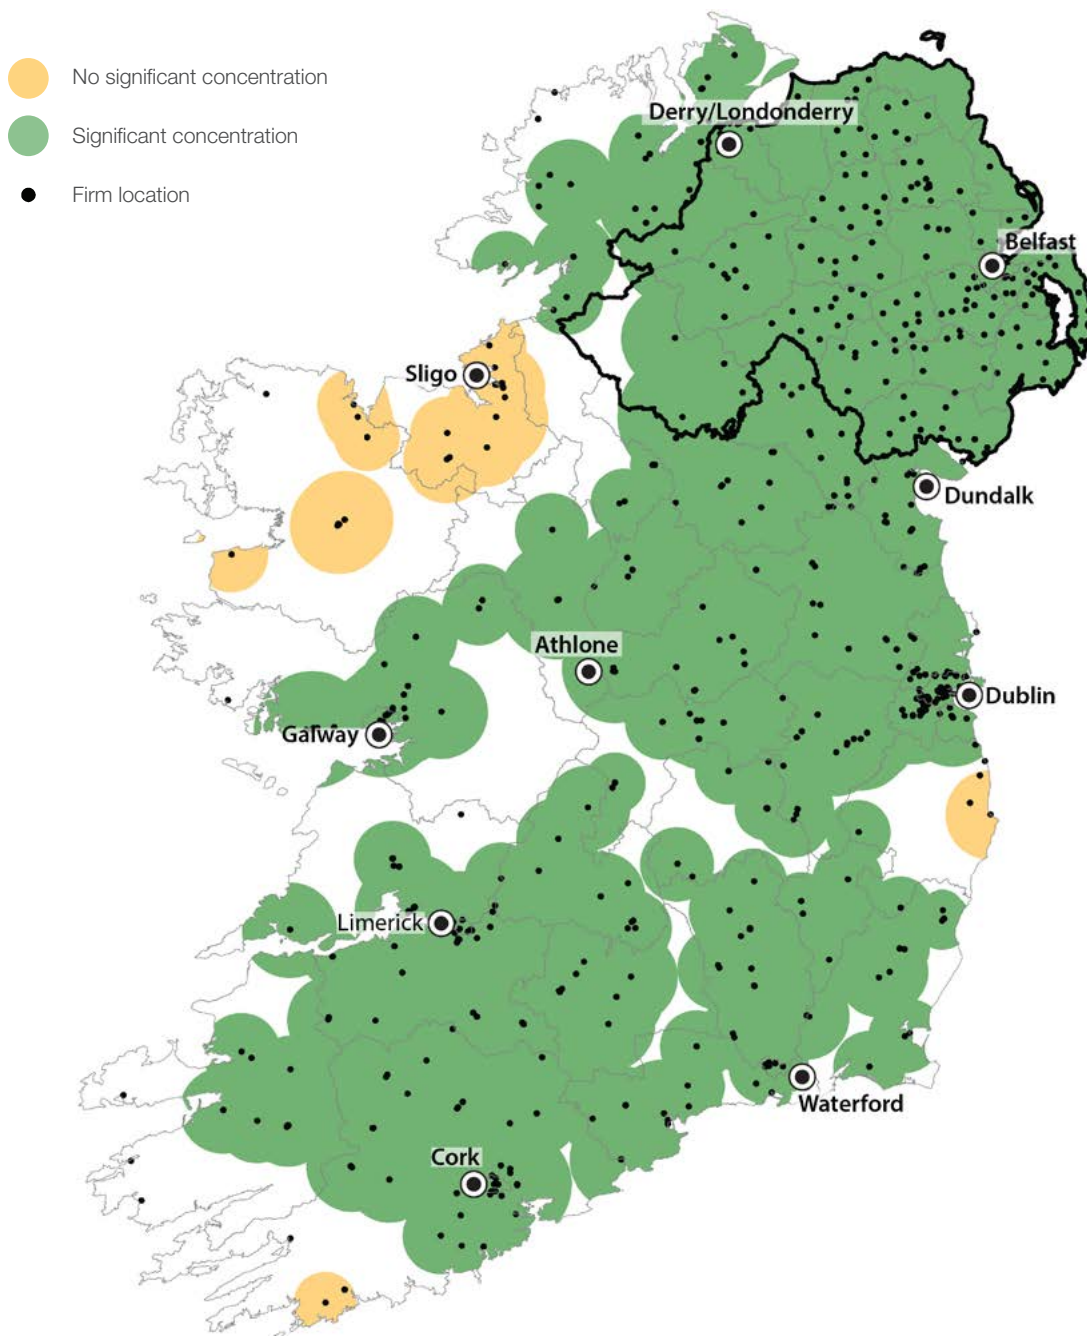 No significant concentration
Significant concentration
Firm location
Derry/Londonderry
Belfast
Sligo
Dundalk
Athlone
Dublin
Galway
Limerick
Waterford
Cork